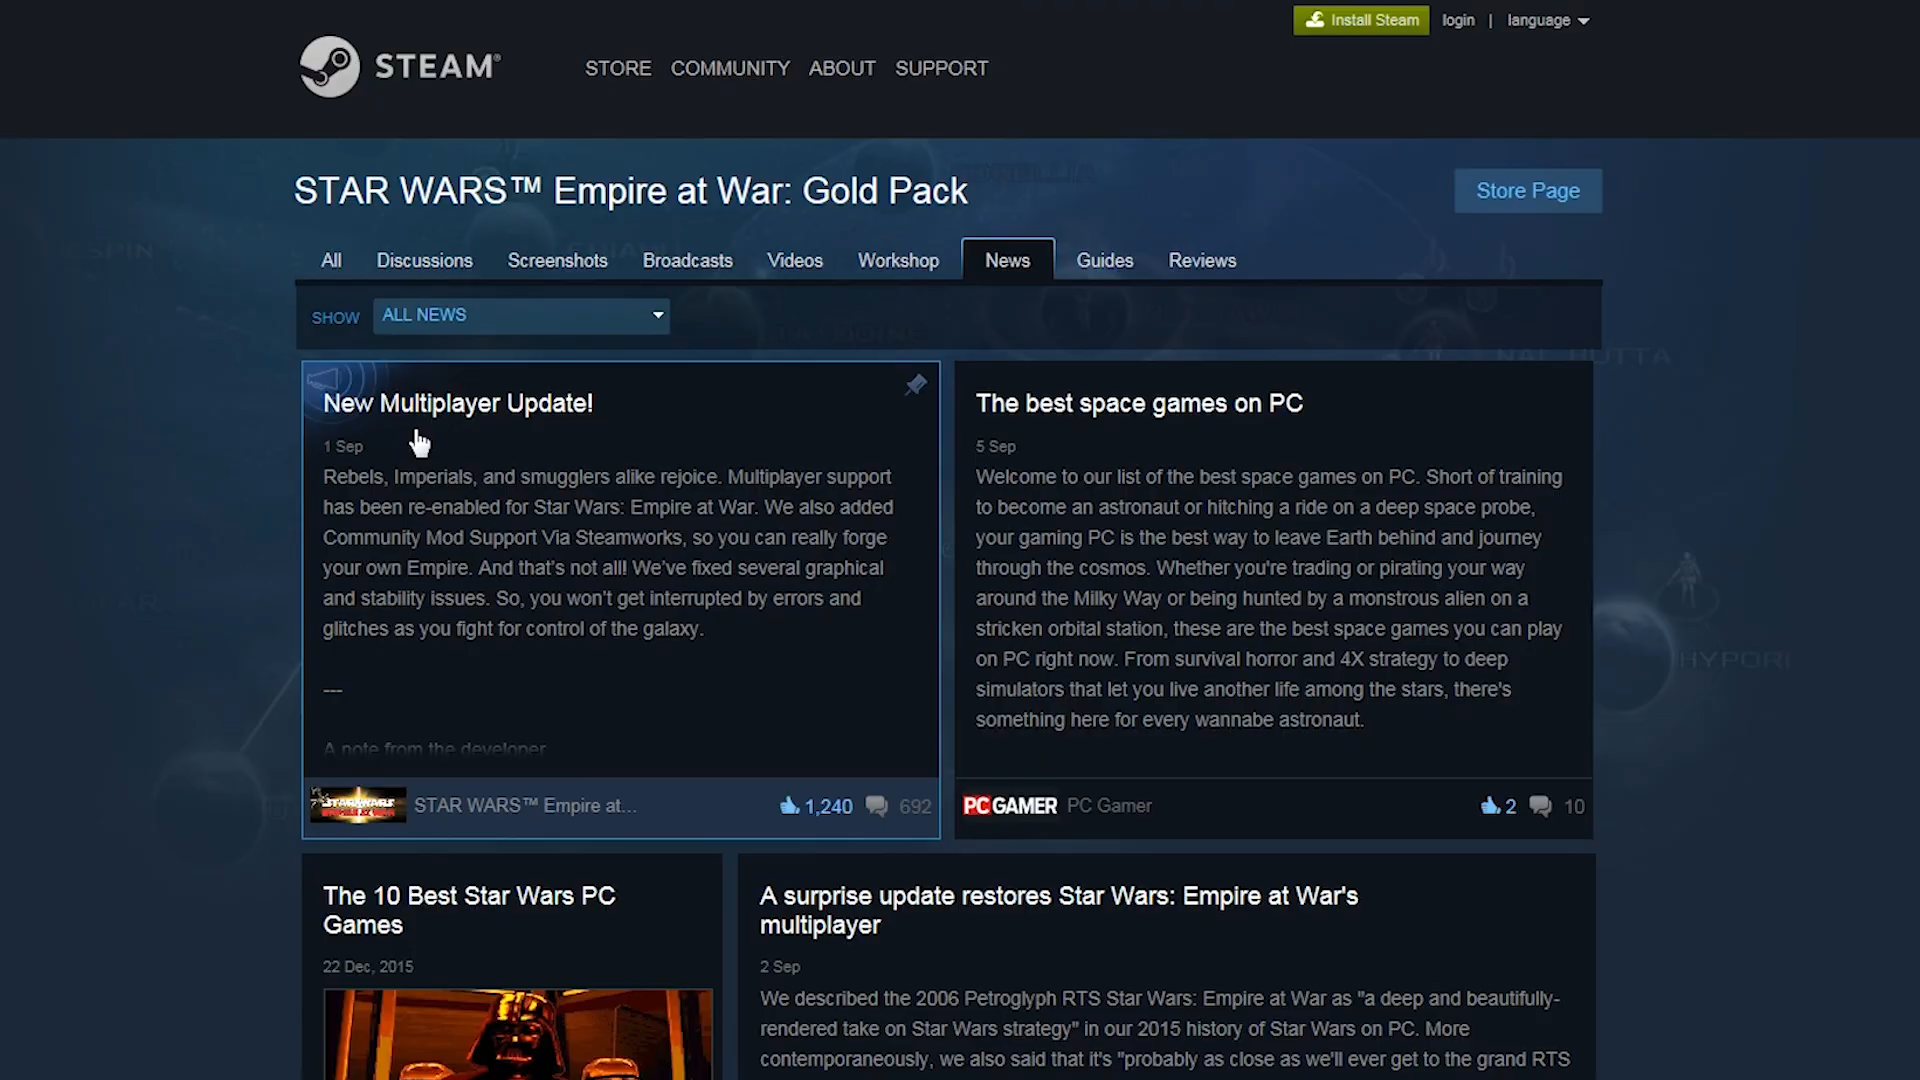 Install Steam login | language
STEAM®
STORE COMMUNITY ABOUT SUPPORT
STAR WARS™ Empire at War: Gold Pack
Store Page
All Discussions Screenshots Broadcasts Videos Workshop News Guides Reviews
SHOW ALL NEWS
New Multiplayer Update!
1 Sep
Rebels, Imperials, and smugglers alike rejoice. Multiplayer support
has been re-enabled for Star Wars: Empire at War. We also added
Community Mod Support Via Steamworks, so you can really forge
your own Empire. And that's not all! We've fixed several graphical
and stability issues. So, you won't get interrupted by errors and
glitches as you fight for control of the galaxy.
---
A note from the developer
STAR WARS™ Empire at...
1,240 692
The best space games on PC
5 Sep
Welcome to our list of the best space games on PC. Short of training
to become an astronaut or hitching a ride on a deep space probe,
your gaming PC is the best way to leave Earth behind and journey
through the cosmos. Whether you're trading or pirating your way
around the Milky Way or being hunted by a monstrous alien on a
stricken orbital station, these are the best space games you can play
on PC right now. From survival horror and 4X strategy to deep
simulators that let you live another life among the stars, there's
something here for every wannabe astronaut.
PC GAMER PC Gamer
2 10
The 10 Best Star Wars PC
Games
22 Dec, 2015
A surprise update restores Star Wars: Empire at War's
multiplayer
2 Sep
We described the 2006 Petroglyph RTS Star Wars: Empire at War as "a deep and beautifully-
rendered take on Star Wars strategy" in our 2015 history of Star Wars on PC. More
contemporaneously, we also said that it's "probably as close as we'll ever get to the grand RTS